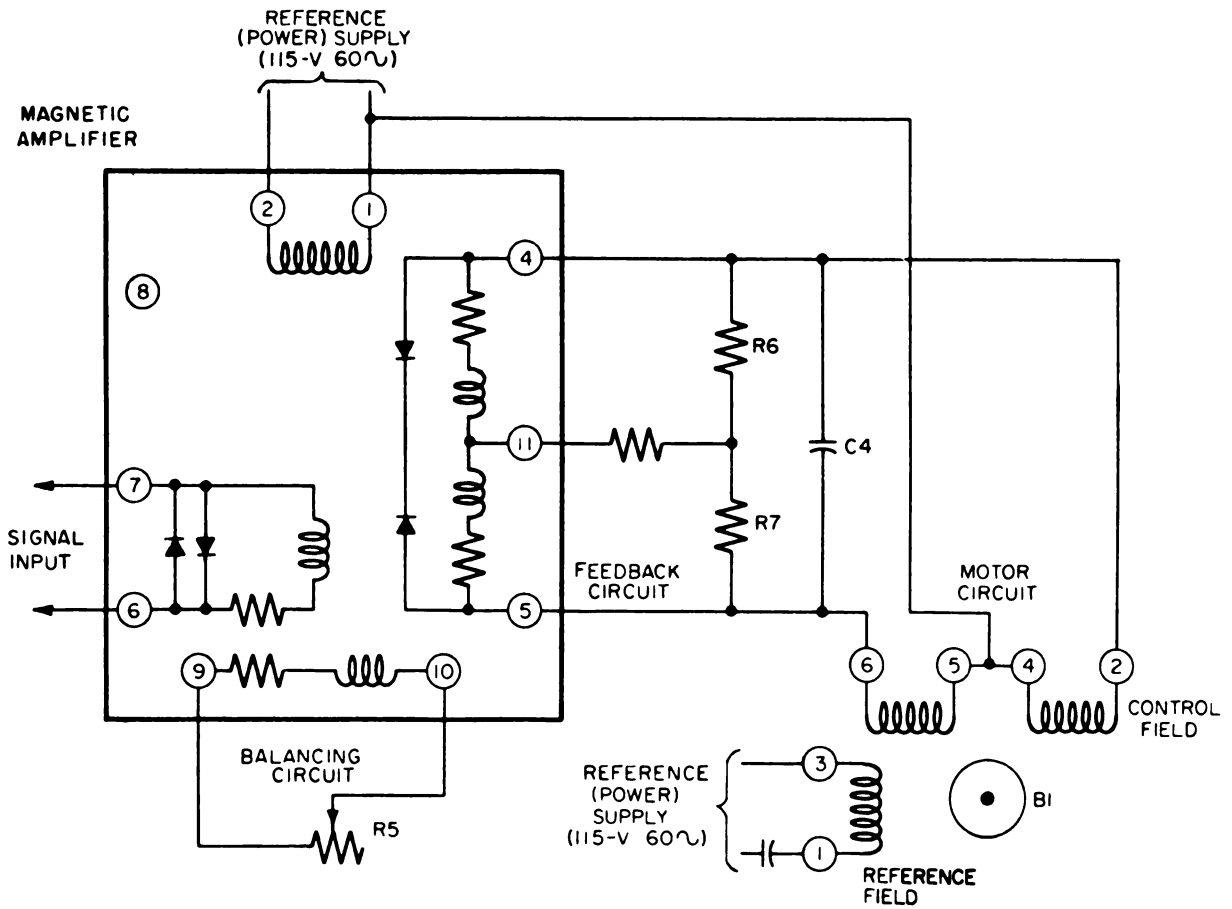 REFERENCE
(POWER) SUPPLY
(115-V 60∿)
MAGNETIC
AMPLIFIER
2
1
4
8
R6
11
C4
7
R7
SIGNAL
INPUT
6
5
FEEDBACK
CIRCUIT
MOTOR
CIRCUIT
9
10
6
5
4
2
CONTROL
FIELD
BALANCING
CIRCUIT
R5
REFERENCE
(POWER)
SUPPLY
(115-V 60∿)
3
1
B1
REFERENCE
FIELD